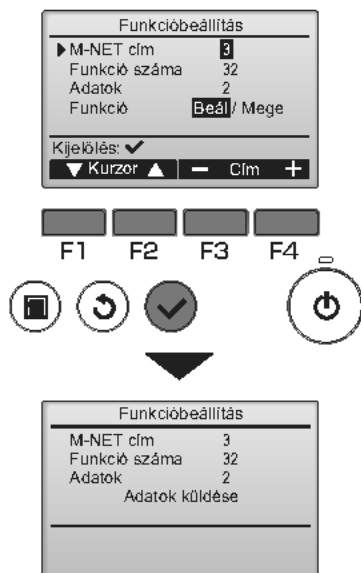 Funkcióbeállítás
M-NET cím 3
Funkció száma 32
Adatok 2
Funkció Beál / Mege
Kijelölés: ✔
▼ Kurzor ▲ − Cím +
F1 F2 F3 F4
Funkcióbeállítás
M-NET cím 3
Funkció száma 32
Adatok 2
Adatok küldése